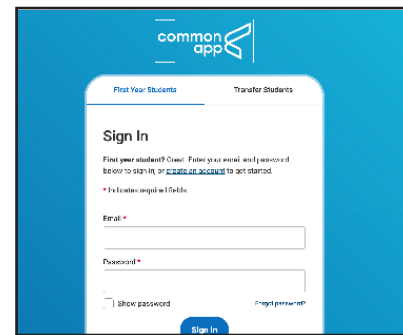 common
app
First Year Students Transfer Students
Sign In
First year student? Great. Enter your email and password
below to sign in, or create an account to get started.
* Indicates required fields
Email *
Password *
Show password Forgot password?
Sign In